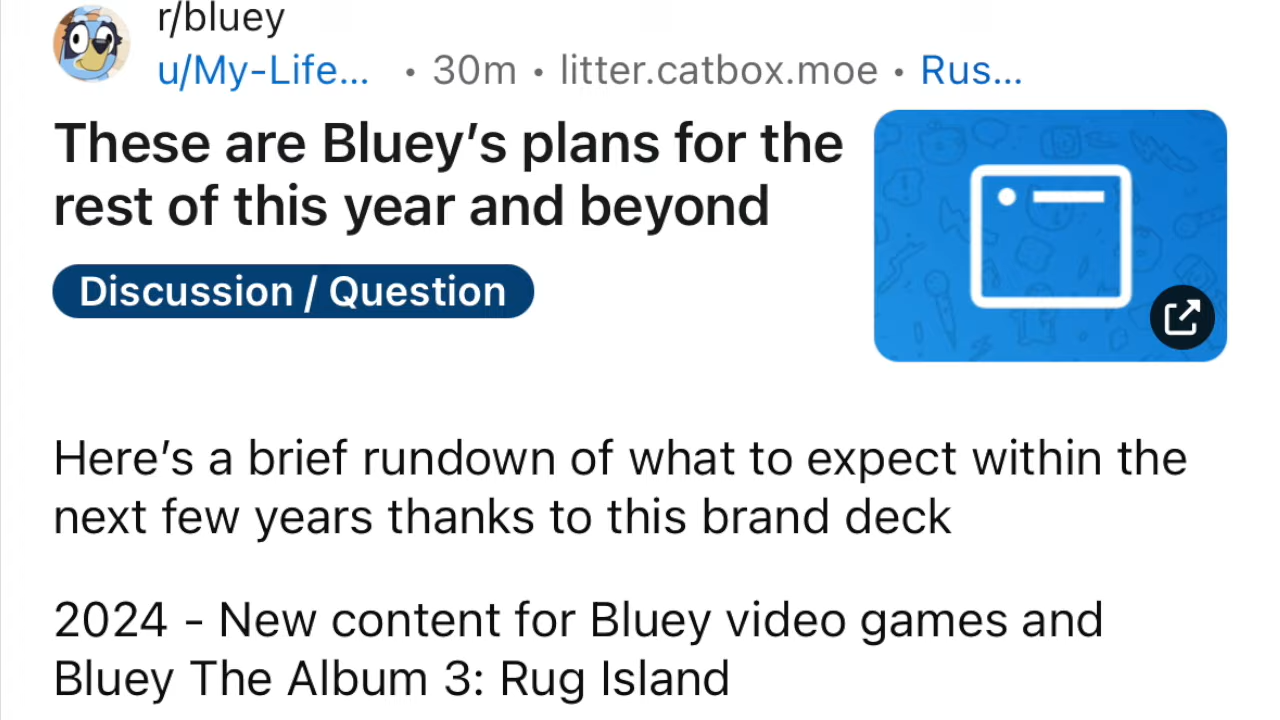 r/bluey
u/My-Life... • 30m • litter.catbox.moe • Rus...
These are Bluey’s plans for the
rest of this year and beyond
Discussion / Question
Here’s a brief rundown of what to expect within the
next few years thanks to this brand deck
2024 - New content for Bluey video games and
Bluey The Album 3: Rug Island